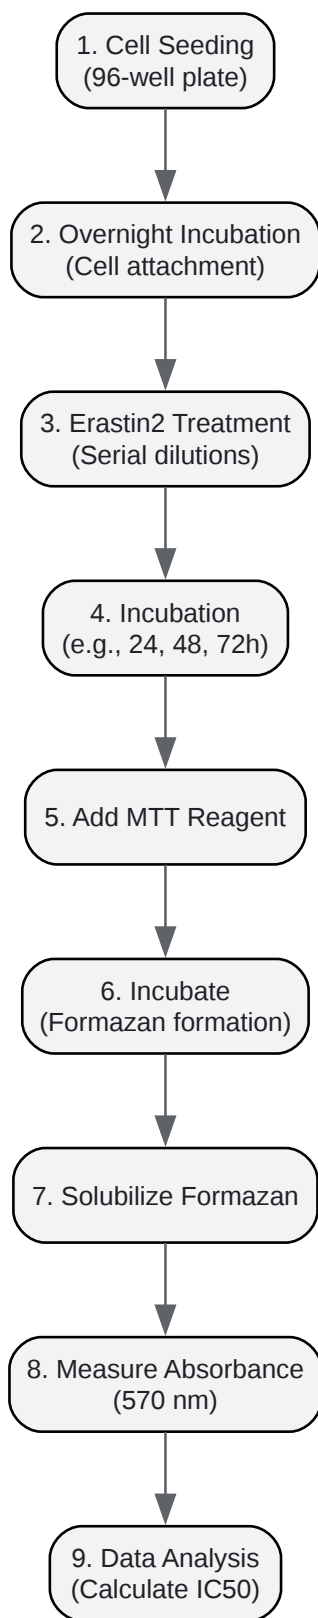 1. Cell Seeding
(96-well plate)
2. Overnight Incubation
(Cell attachment)
3. Erastin2 Treatment
(Serial dilutions)
4. Incubation
(e.g., 24, 48, 72h)
5. Add MTT Reagent
6. Incubate
(Formazan formation)
7. Solubilize Formazan
8. Measure Absorbance
(570 nm)
9. Data Analysis
(Calculate IC50)